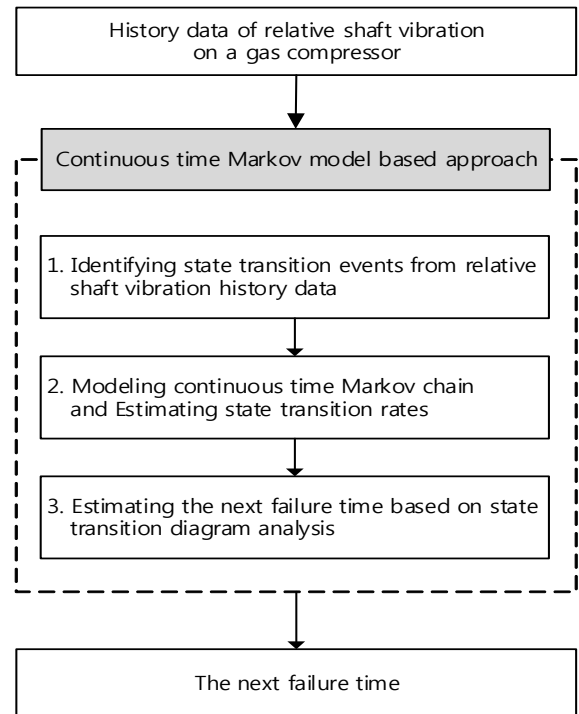 History data of relative shaft vibration
on a gas compressor
Continuous time Markov model based approach
1. Identifying state transition events from relative
shaft vibration history data
2. Modeling continuous time Markov chain
and Estimating state transition rates
3. Estimating the next failure time based on state
transition diagram analysis
The next failure time